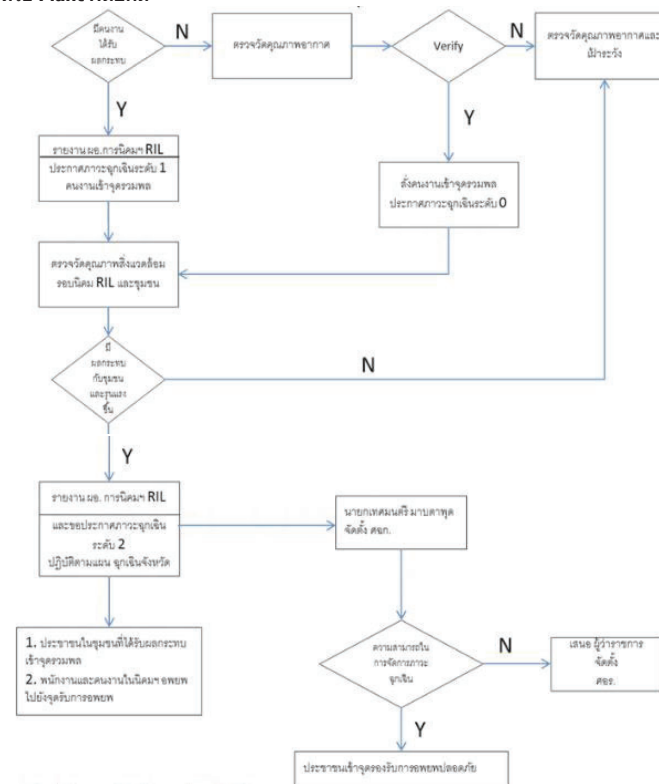 มีคนงาน
ได้รับ
ผลกระทบ
N
ตรวจวัดคุณภาพอากาศ
Verify
N
ตรวจวัดคุณภาพอากาศและ
เฝ้าระวัง
Y
Y
รายงาน ผอ.การนิคมฯ RIL
ประกาศภาวะฉุกเฉินระดับ 1
คนงานเข้าจุดรวมพล
สั่งคนงานเข้าจุดรวมพล
ประกาศภาวะฉุกเฉินระดับ 0
ตรวจวัดคุณภาพสิ่งแวดล้อม
รอบนิคม RIL และชุมชน
มี
ผลกระทบ
กับชุมชน
และรุนแรง
ขึ้น
N
Y
รายงาน ผอ. การนิคมฯ RIL
และขอประกาศภาวะฉุกเฉิน
ระดับ 2
ปฏิบัติตามแผน ฉุกเฉินจังหวัด
นายกเทศมนตรี มาบตาพุด
จัดตั้ง ศอก.
1. ประชาชนในชุมชนที่ได้รับผลกระทบ
เข้าจุดรวมพล
2. พนักงานและคนงานในนิคมฯ อพยพ
ไปยังจุดรับการอพยพ
ความสามารถใน
การจัดการภาวะ
ฉุกเฉิน
N
เสนอ ผู้ว่าราชการ
จัดตั้ง
ศอร.
Y
ประชาชนเข้าจุดรองรับการอพยพปลอดภัย